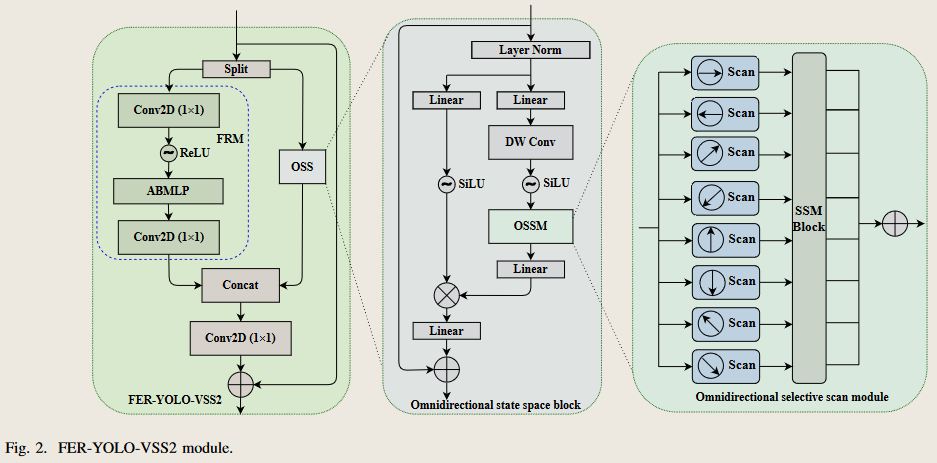 Split
Conv2D (1×1)
FRM
ReLU
ABMLP
Conv2D (1×1)
OSS
Concat
Conv2D (1×1)
FER-YOLO-VSS2
Layer Norm
Linear
Linear
DW Conv
SiLU
SiLU
OSSM
Linear
Linear
Omnidirectional state space block
Scan
Scan
Scan
Scan
Scan
Scan
Scan
Scan
SSM
Block
Omnidirectional selective scan module
Fig. 2. FER-YOLO-VSS2 module.